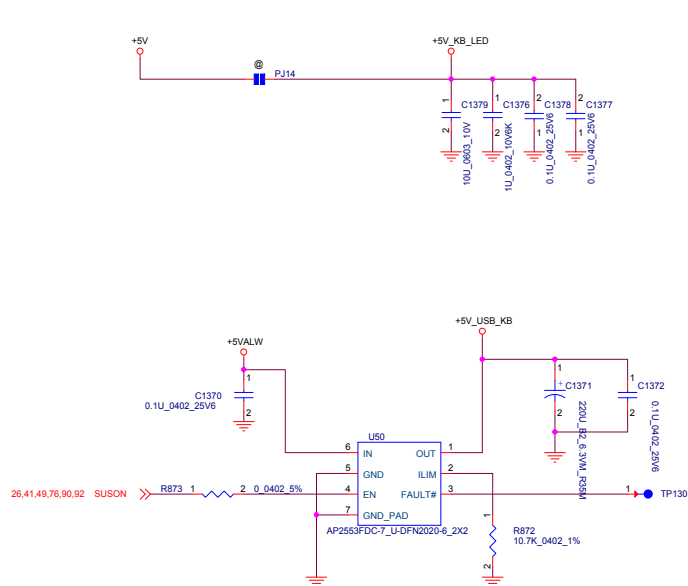 +5V
+5V_KB_LED
@
PJ14
1
C1379
2
10U_0603_10V
1
C1376
2
1U_0402_10V6K
2
C1378
1
0.1U_0402_25V6
2
C1377
1
0.1U_0402_25V6
+5V_USB_KB
+5VALW
1
C1370
0.1U_0402_25V6
2
1
+
C1371
2
220U_B2_6.3VM_R35M
1
C1372
2
0.1U_0402_25V6
U50
6 IN OUT 1
5 GND ILIM 2
4 EN FAULT# 3
7 GND_PAD
AP2553FDC-7_U-DFN2020-6_2X2
26,41,49,76,90,92 SUSON
R873 1 2 0_0402_5%
1 TP130
1
R872
10.7K_0402_1%
2